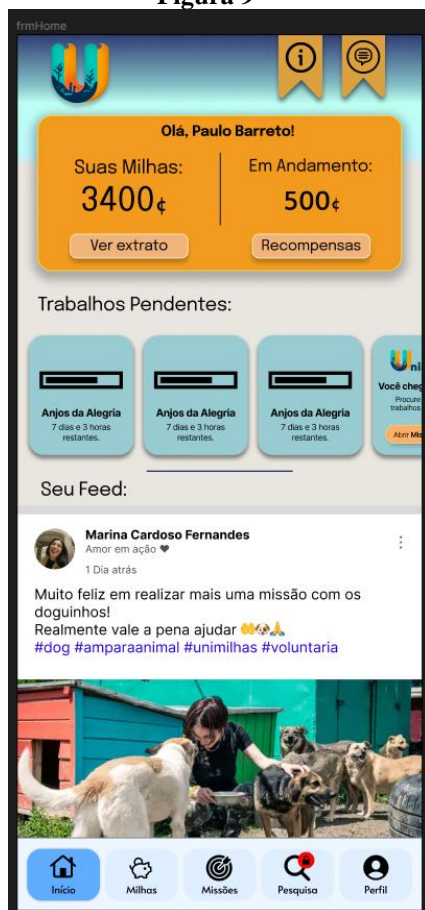 Figura 9
frmHome
U
Olá, Paulo Barreto!
Suas Milhas:
Em Andamento:
3400¢
500¢
Ver extrato
Recompensas
Trabalhos Pendentes:
Anjos da Alegria
7 dias e 3 horas
restantes.
Anjos da Alegria
7 dias e 3 horas
restantes.
Anjos da Alegria
7 dias e 3 horas
restantes.
Uni
Você cheg
Procure
trabalhos
Abrir Mis
Seu Feed:
Marina Cardoso Fernandes
Amor em ação 🖤
1 Dia atrás
Muito feliz em realizar mais uma missão com os
doguinhos!
Realmente vale a pena ajudar 🤲🐶🙏
#dog #amparaanimal #unimilhas #voluntaria
Início
Milhas
Missões
Pesquisa
Perfil